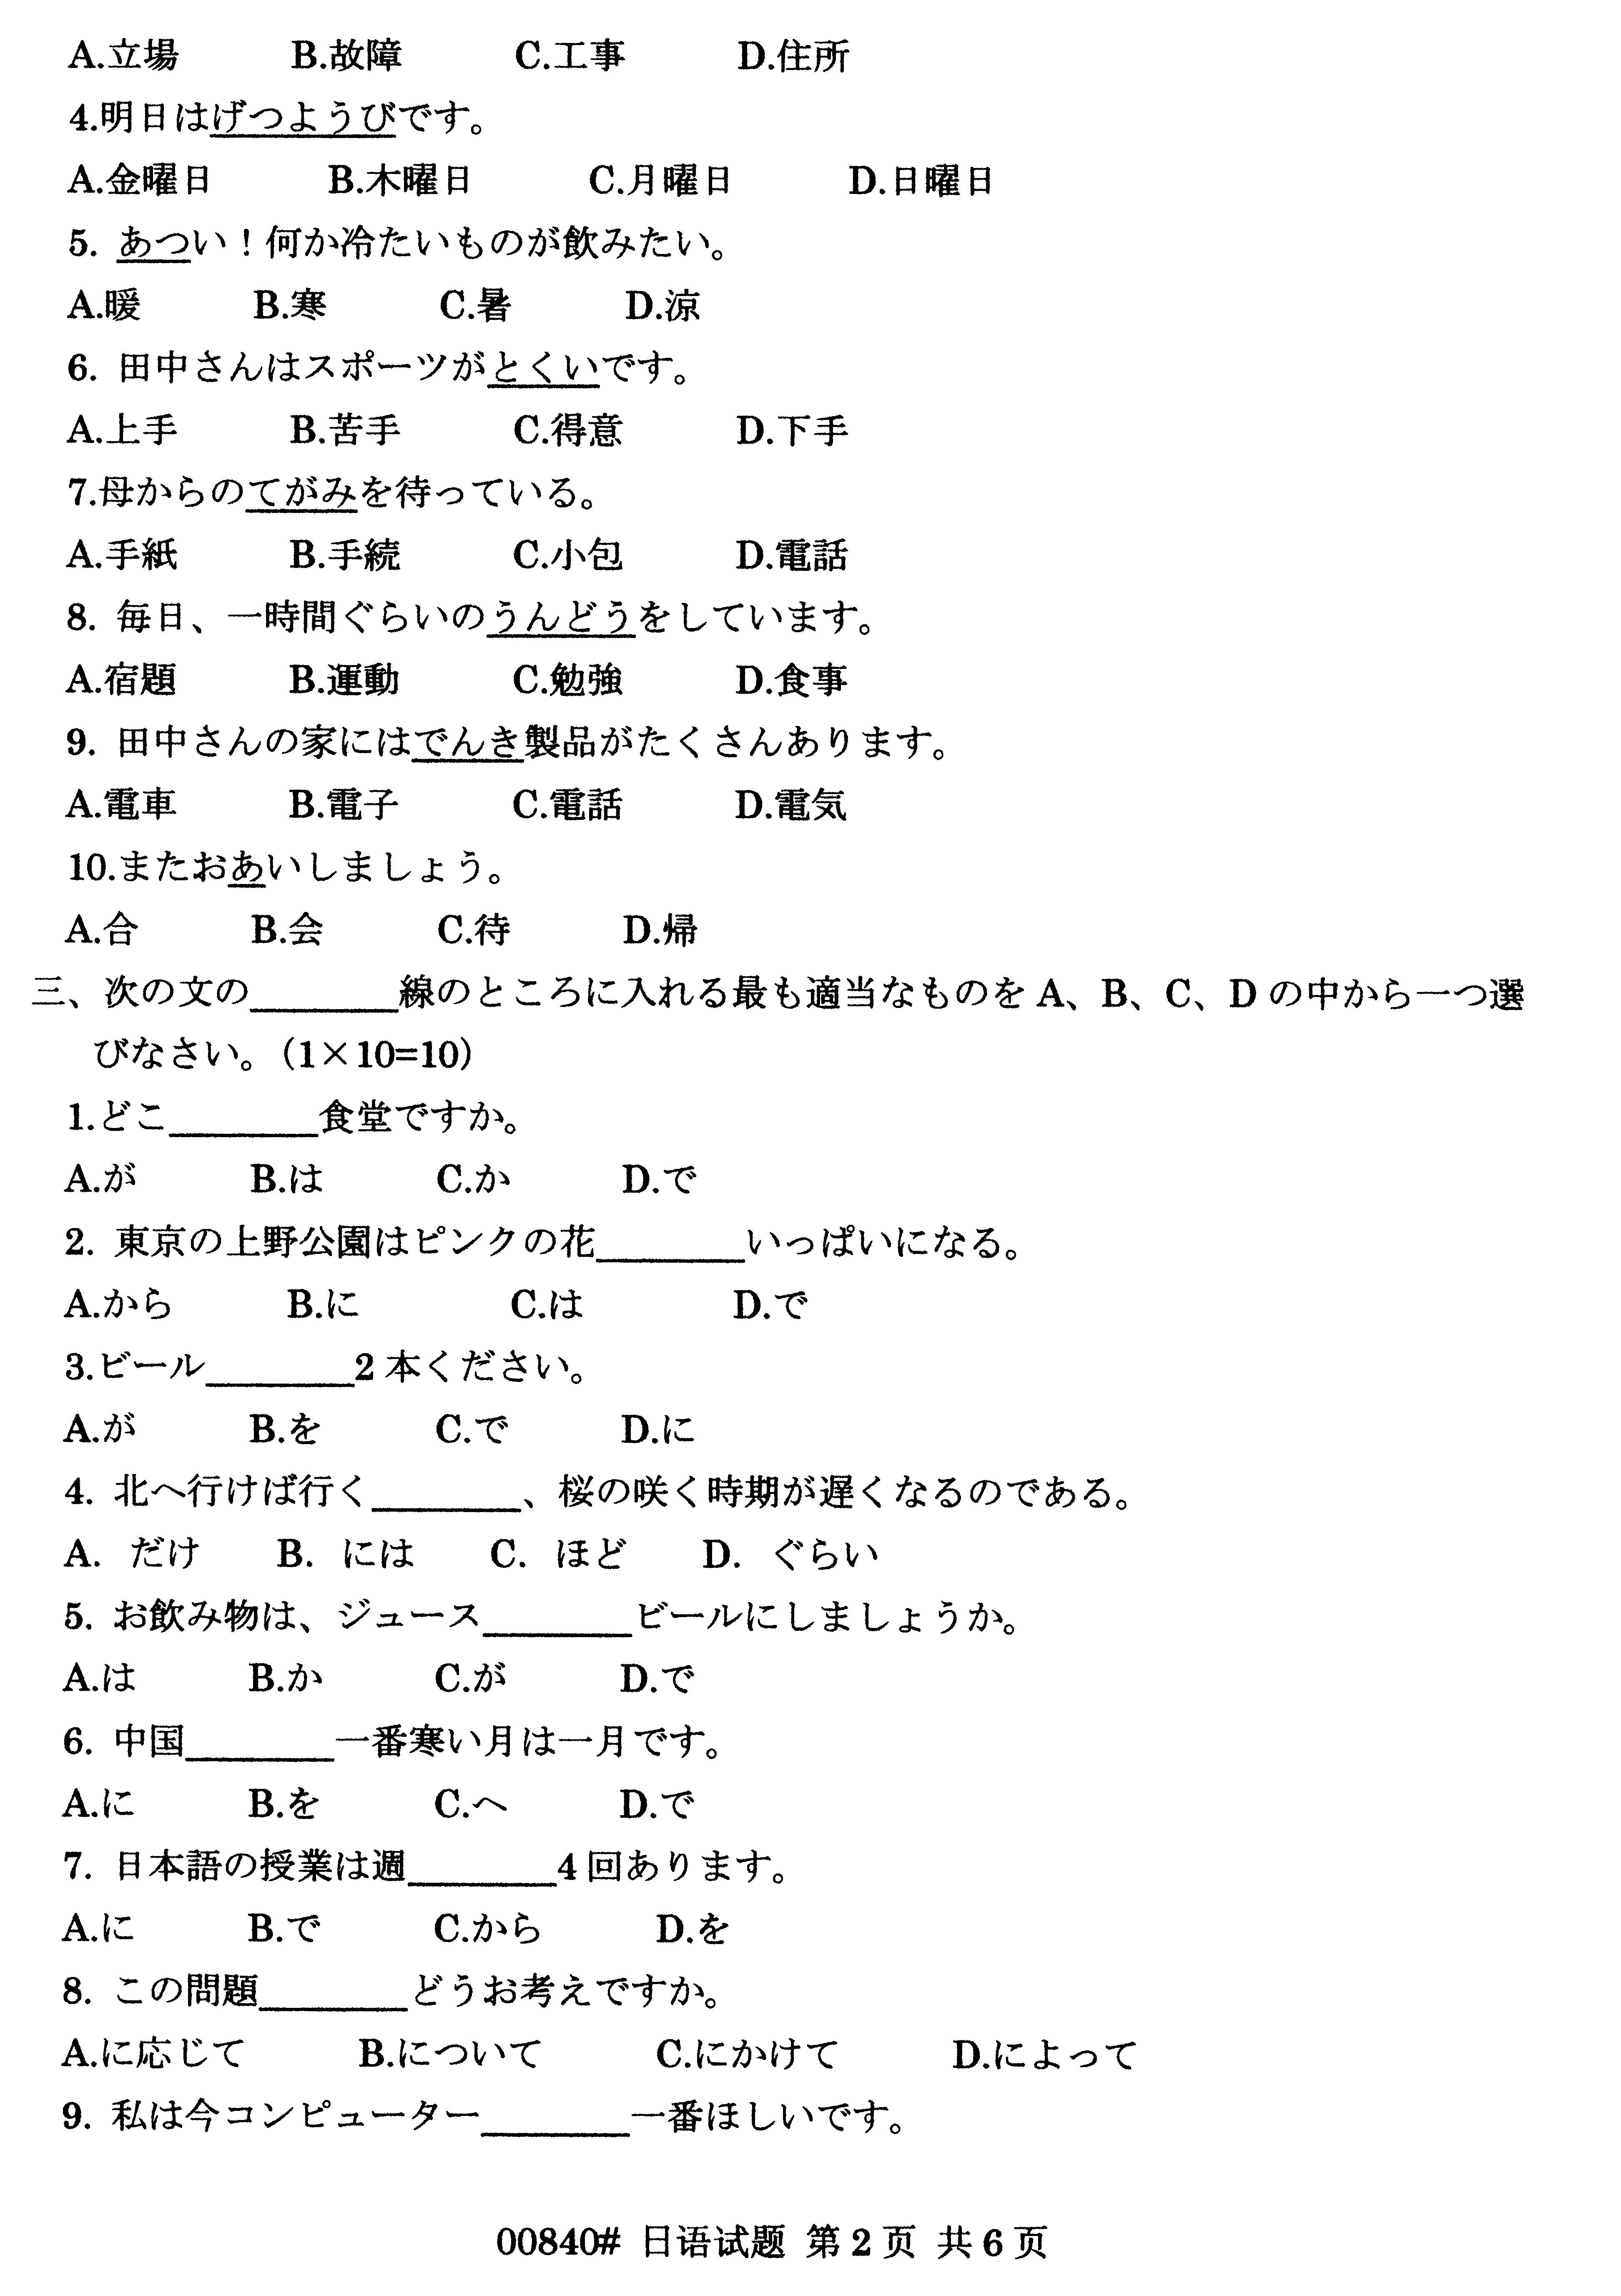 A.立場 B.故障 C.工事 D.住所
4.明日はげつようびです。
A.金曜日 B.木曜日 C.月曜日 D.日曜日
5. あつい！何か冷たいものが飲みたい。
A.暖 B.寒 C.暑 D.涼
6. 田中さんはスポーツがとくいです。
A.上手 B.苦手 C.得意 D.下手
7.母からのてがみを待っている。
A.手紙 B.手続 C.小包 D.電話
8. 毎日、一時間ぐらいのうんどうをしています。
A.宿題 B.運動 C.勉強 D.食事
9. 田中さんの家にはでんき製品がたくさんあります。
A.電車 B.電子 C.電話 D.電気
10.またおあいしましょう。
A.合 B.会 C.待 D.帰
三、次の文の________線のところに入れる最も適当なものを A、B、C、D の中から一つ選
びなさい。（1×10=10）
1.どこ________食堂ですか。
A.が B.は C.か D.で
2. 東京の上野公園はピンクの花________いっぱいになる。
A.から B.に C.は D.で
3.ビール________2 本ください。
A.が B.を C.で D.に
4. 北へ行けば行く________、桜の咲く時期が遅くなるのである。
A. だけ B. には C. ほど D. ぐらい
5. お飲み物は、ジュース________ビールにしましょうか。
A.は B.か C.が D.で
6. 中国________一番寒い月は一月です。
A.に B.を C.へ D.で
7. 日本語の授業は週________4 回あります。
A.に B.で C.から D.を
8. この問題________どうお考えですか。
A.に応じて B.について C.にかけて D.によって
9. 私は今コンピューター________一番ほしいです。
00840# 日语试题 第 2 页 共 6 页